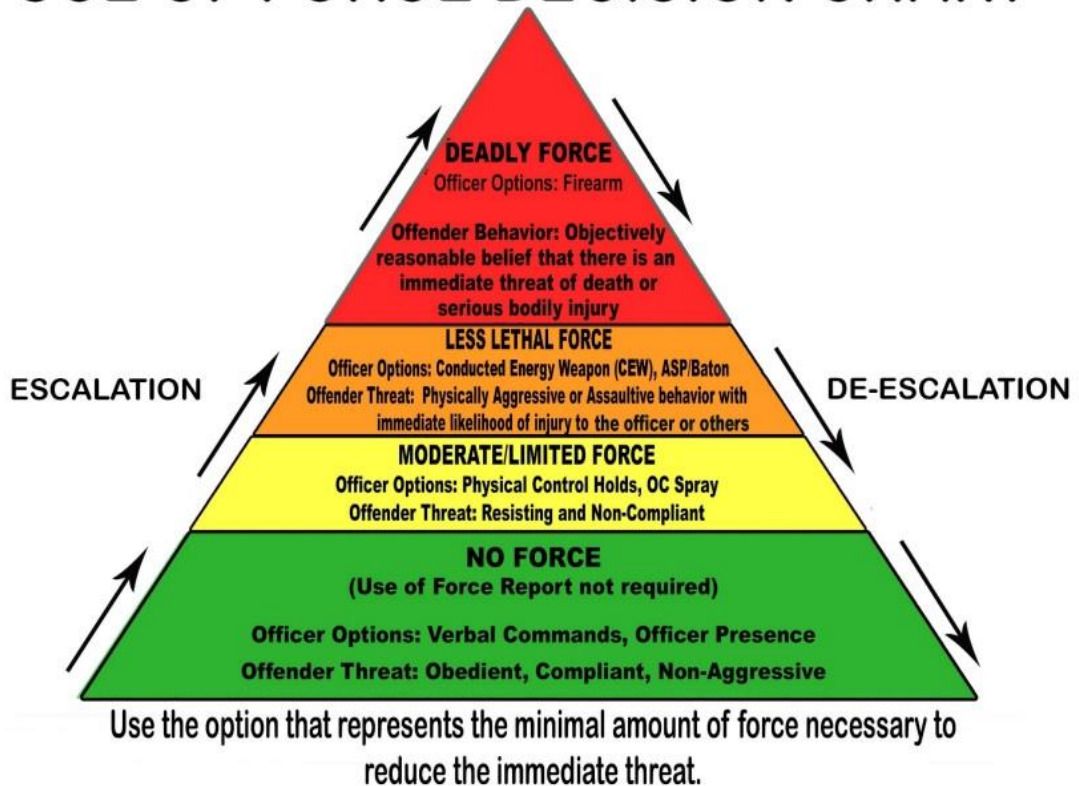 USE OF FORCE DECISION CHART
DEADLY FORCE
Officer Options: Firearm
Offender Behavior: Objectively
reasonable belief that there is an
immediate threat of death or
serious bodily injury
LESS LETHAL FORCE
Officer Options: Conducted Energy Weapon (CEW), ASP/Baton
Offender Threat: Physically Aggressive or Assaultive behavior with
immediate likelihood of injury to the officer or others
ESCALATION
DE-ESCALATION
MODERATE/LIMITED FORCE
Officer Options: Physical Control Holds, OC Spray
Offender Threat: Resisting and Non-Compliant
NO FORCE
(Use of Force Report not required)
Officer Options: Verbal Commands, Officer Presence
Offender Threat: Obedient, Compliant, Non-Aggressive
Use the option that represents the minimal amount of force necessary to
reduce the immediate threat.